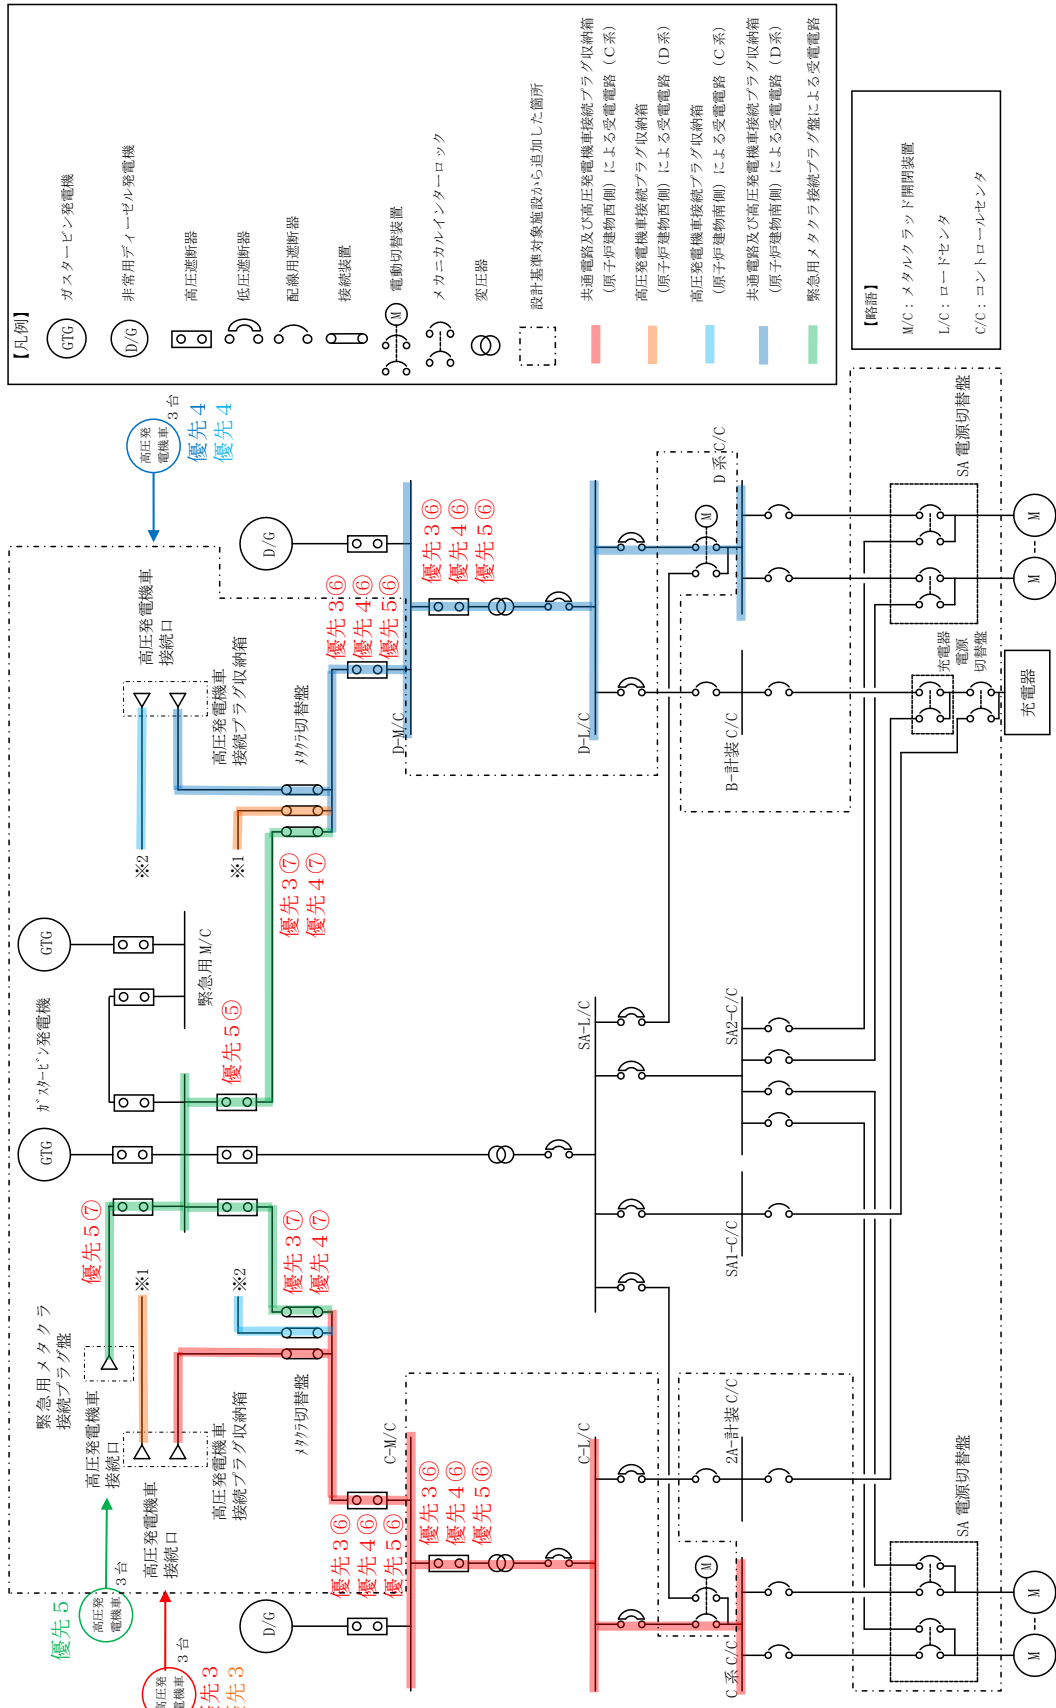 【凡例】
GTG
ガスタービン発電機
D/G
非常用ディーゼル発電機
高圧遮断器
低圧遮断器
配線用遮断器
接続装置
M
電動切替装置
メカニカルインターロック
変圧器
設計基準対象施設から追加した箇所
共通電路及び高圧発電機車接続プラグ収納箱
(原子炉建物西側)による受電電路(C系)
高圧発電機車接続プラグ収納箱
(原子炉建物西側)による受電電路(D系)
高圧発電機車接続プラグ収納箱
(原子炉建物南側)による受電電路(C系)
共通電路及び高圧発電機車接続プラグ収納箱
(原子炉建物南側)による受電電路(D系)
緊急用メタクラ接続プラグ盤による受電電路
【略語】
M/C:メタルクラッド開閉装置
L/C:ロードセンタ
C/C:コントロールセンタ
優先5
高圧発
電機車
3台
高圧発
電機車
3台
優先3
優先3
高圧発
電機車
3台
優先4
優先4
緊急用メタクラ
接続プラグ盤
高圧発電機車
接続口
高圧発電機車
接続口
高圧発電機車
接続プラグ収納箱
※1
※2
優先5⑦
メタクラ切替盤
優先3⑦
優先4⑦
GTG
ガスタービン発電機
GTG
緊急用M/C
優先5⑤
優先3⑦
優先4⑦
※2
※1
高圧発電機車
接続口
高圧発電機車
接続プラグ収納箱
メタクラ切替盤
D/G
優先3⑥
優先4⑥
優先5⑥
C-M/C
優先3⑥
優先4⑥
優先5⑥
D/G
優先3⑥
優先4⑥
優先5⑥
D-M/C
優先3⑥
優先4⑥
優先5⑥
C-L/C
SA-L/C
D-L/C
M
C系C/C
2A-計装C/C
SA1-C/C
SA2-C/C
B-計装C/C
M
D系C/C
SA電源切替盤
M
M
充電器
電源
切替盤
充電器
SA電源切替盤
M
M